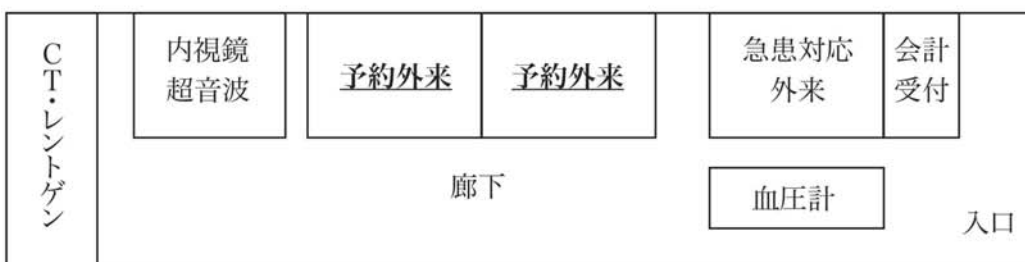 CT・レントゲン
内視鏡
超音波
予約外来
予約外来
急患対応
外来
会計
受付
廊下
血圧計
入口